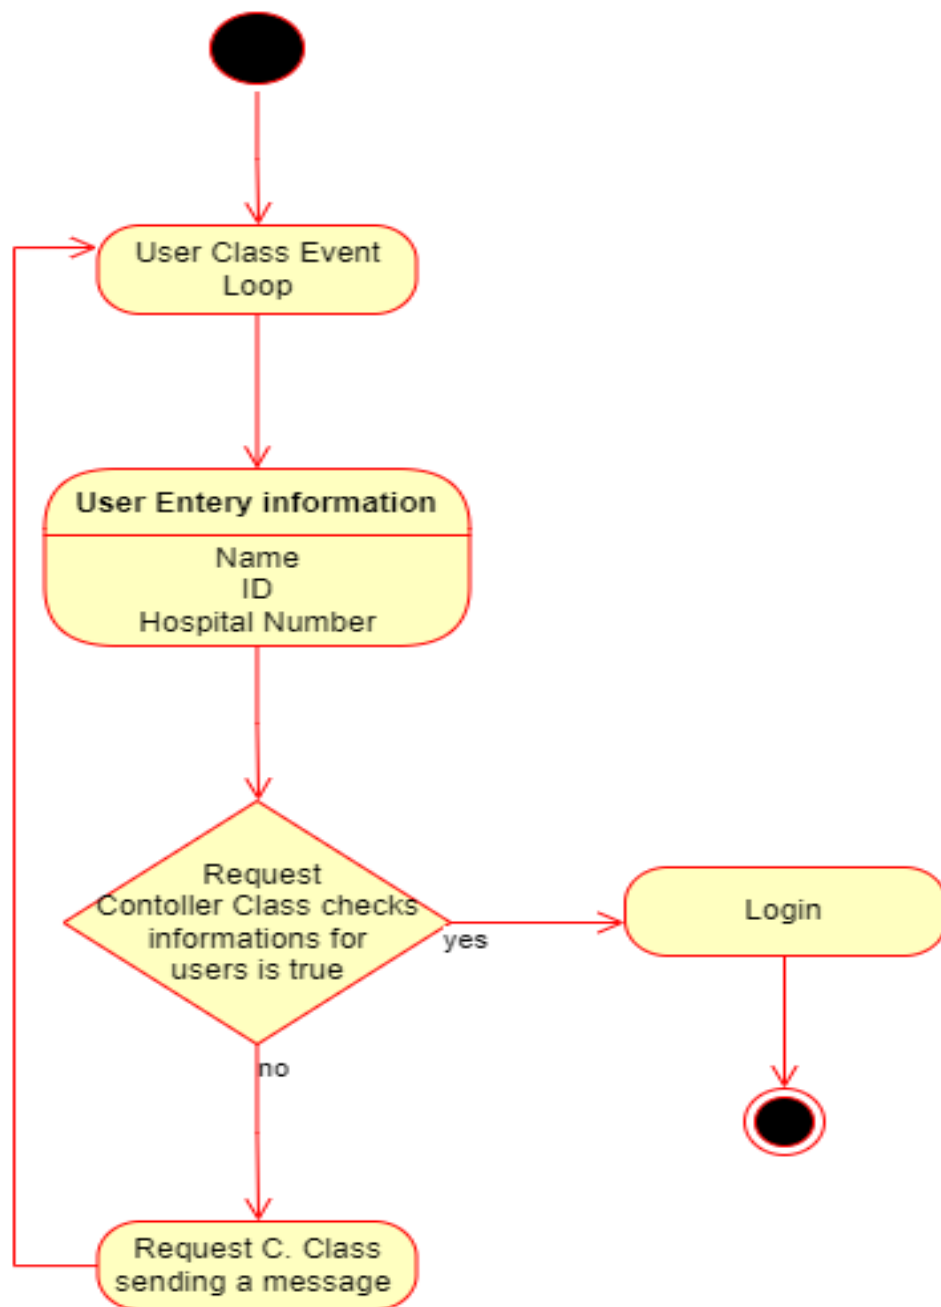 User Class Event
Loop
User Entery information
Name
ID
Hospital Number
Request
Contoller Class checks
informations for
users is true
yes
Login
no
Request C. Class
sending a message